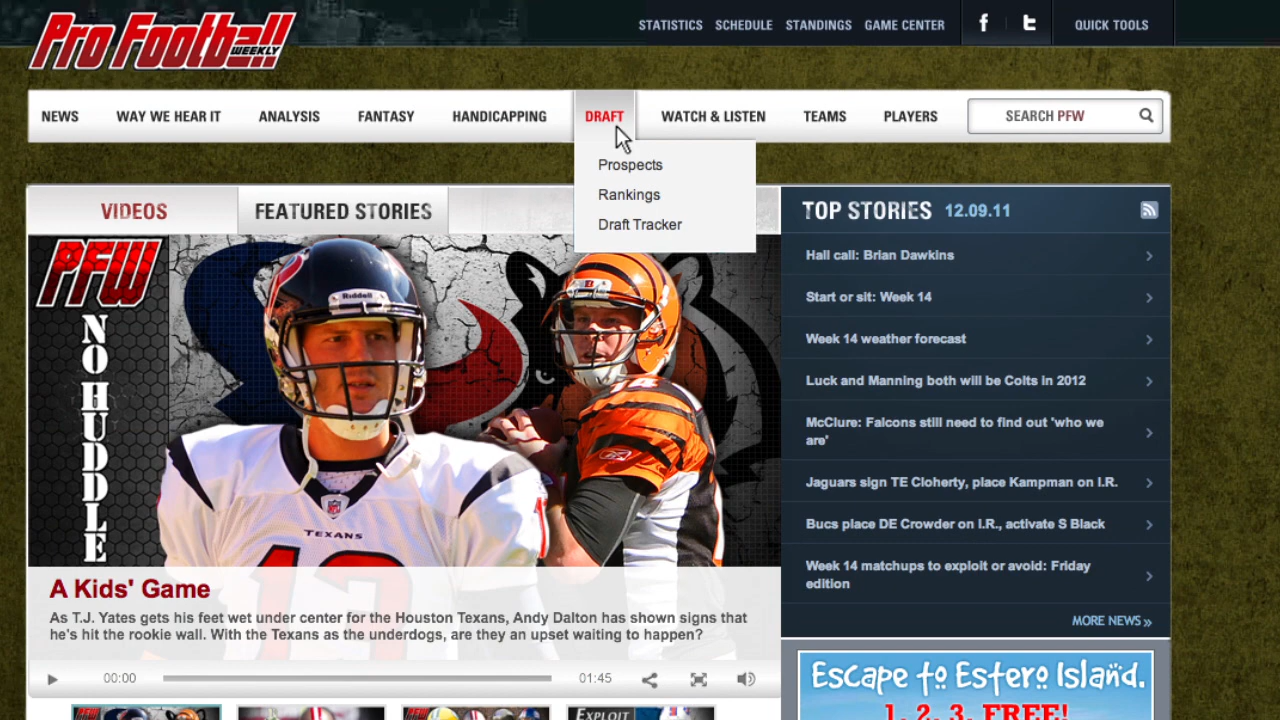 Pro Football
WEEKLY
STATISTICS SCHEDULE STANDINGS GAME CENTER
f t QUICK TOOLS
NEWS WAY WE HEAR IT ANALYSIS FANTASY HANDICAPPING DRAFT WATCH & LISTEN TEAMS PLAYERS SEARCH PFW
Prospects
Rankings
Draft Tracker
VIDEOS FEATURED STORIES
PFW
NO HUDDLE
Riddell
TEXANS
A Kids' Game
As T.J. Yates gets his feet wet under center for the Houston Texans, Andy Dalton has shown signs that
he's hit the rookie wall. With the Texans as the underdogs, are they an upset waiting to happen?
00:00 01:45
EXPLOIT
TOP STORIES 12.09.11
Hall call: Brian Dawkins
Start or sit: Week 14
Week 14 weather forecast
Luck and Manning both will be Colts in 2012
McClure: Falcons still need to find out 'who we
are'
Jaguars sign TE Cloherty, place Kampman on I.R.
Bucs place DE Crowder on I.R., activate S Black
Week 14 matchups to exploit or avoid: Friday
edition
MORE NEWS »
Escape to Estero Island.
1, 2, 3, FREE!